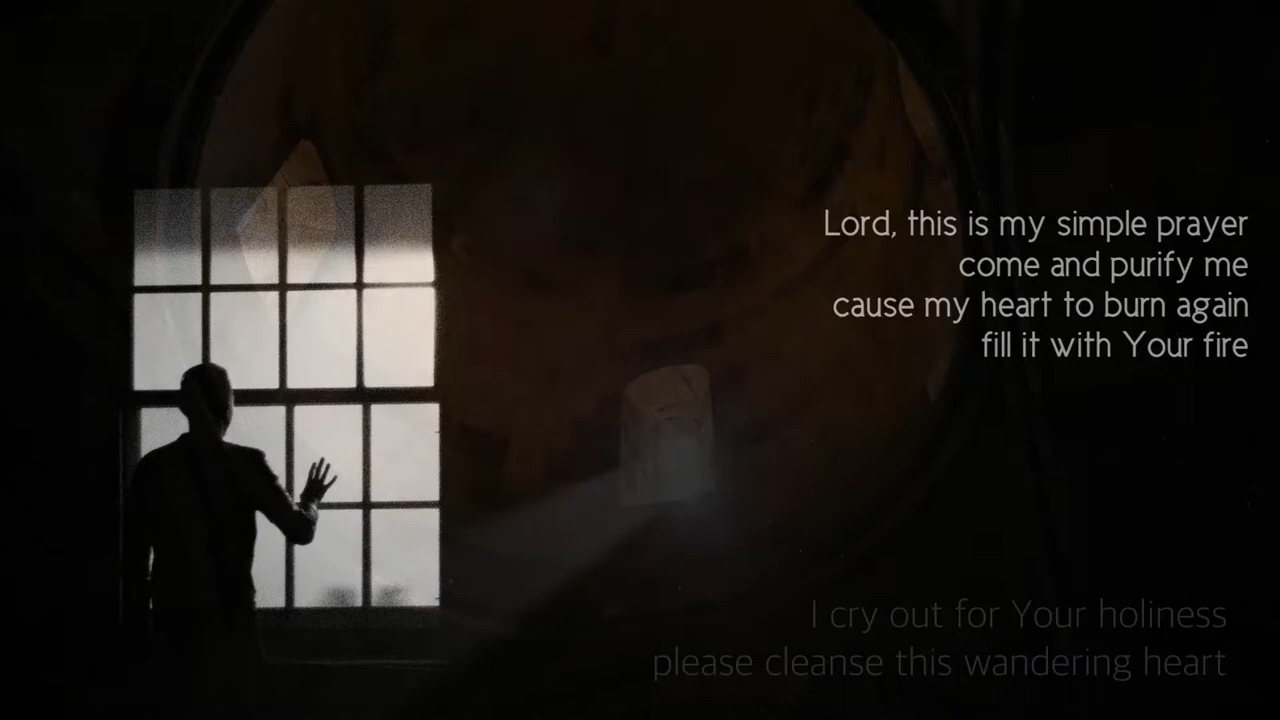 Lord, this is my simple prayer
come and purify me
cause my heart to burn again
fill it with Your fire
I cry out for Your holiness
please cleanse this wandering heart